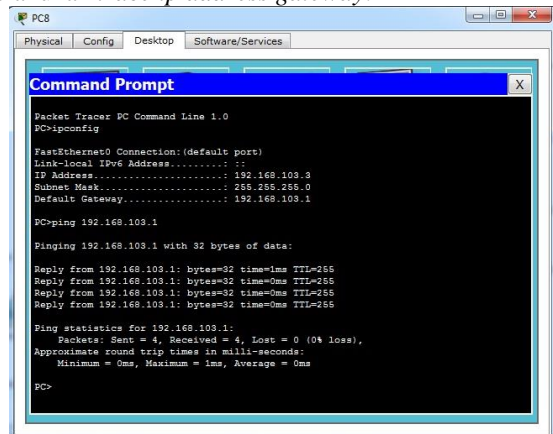 ip address gateway.
PC8
Physical Config Desktop Software/Services
Command Prompt X
Packet Tracer PC Command Line 1.0
PC>ipconfig
FastEthernet0 Connection:(default port)
Link-local IPv6 Address.........: ::
IP Address......................: 192.168.103.3
Subnet Mask.....................: 255.255.255.0
Default Gateway.................: 192.168.103.1
PC>ping 192.168.103.1
Pinging 192.168.103.1 with 32 bytes of data:
Reply from 192.168.103.1: bytes=32 time=1ms TTL=255
Reply from 192.168.103.1: bytes=32 time=0ms TTL=255
Reply from 192.168.103.1: bytes=32 time=0ms TTL=255
Reply from 192.168.103.1: bytes=32 time=0ms TTL=255
Ping statistics for 192.168.103.1:
Packets: Sent = 4, Received = 4, Lost = 0 (0% loss),
Approximate round trip times in milli-seconds:
Minimum = 0ms, Maximum = 1ms, Average = 0ms
PC>